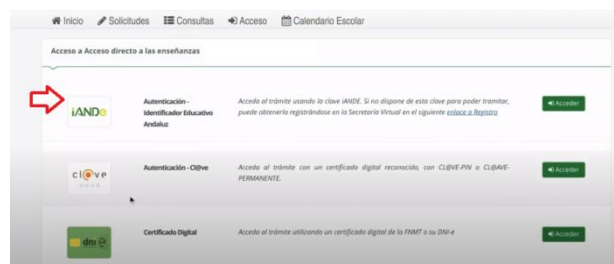 Inicio Solicitudes Consultas Acceso Calendario Escolar
Acceso a Acceso directo a las enseñanzas
iANDe
Autenticación -
Identificador Educativo
Andaluz
Acceda al trámite usando la clave iANDE. Si no dispone de esta clave para poder tramitar,
puede obtenerla registrándose en la Secretaría Virtual en el siguiente enlace a Registro
Acceder
cl@ve
Autenticación - Cl@ve
Acceda al trámite con un certificado digital reconocido, con CL@VE-PIN o CL@AVE-
PERMANENTE.
Acceder
dni e
Certificado Digital
Acceda al trámite utilizando un certificado digital de la FNMT o su DNI-e
Acceder